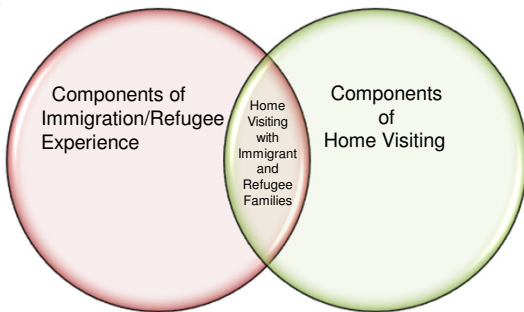 Components of
Immigration/Refugee
Experience
Home
Visiting
with
Immigrant
and
Refugee
Families
Components
of
Home Visiting